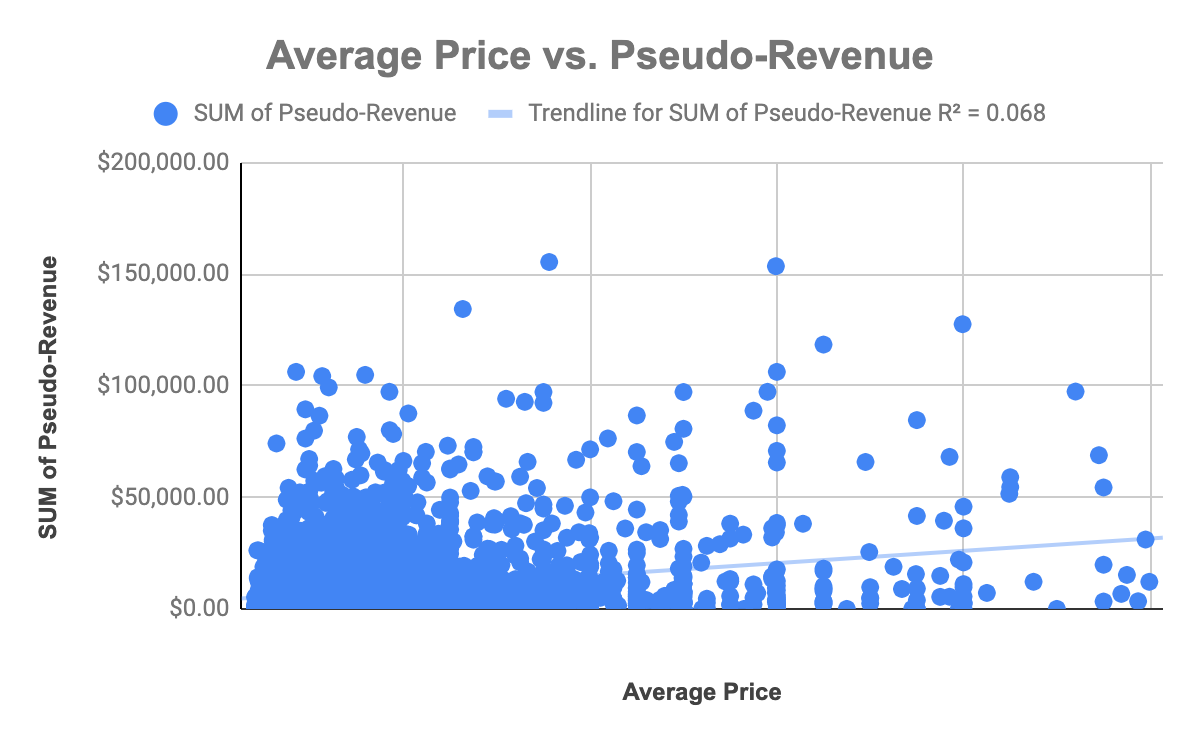 Average Price vs. Pseudo-Revenue
SUM of Pseudo-Revenue
Trendline for SUM of Pseudo-Revenue R² = 0.068
$200,000.00
$150,000.00
$100,000.00
$50,000.00
$0.00
SUM of Pseudo-Revenue
Average Price